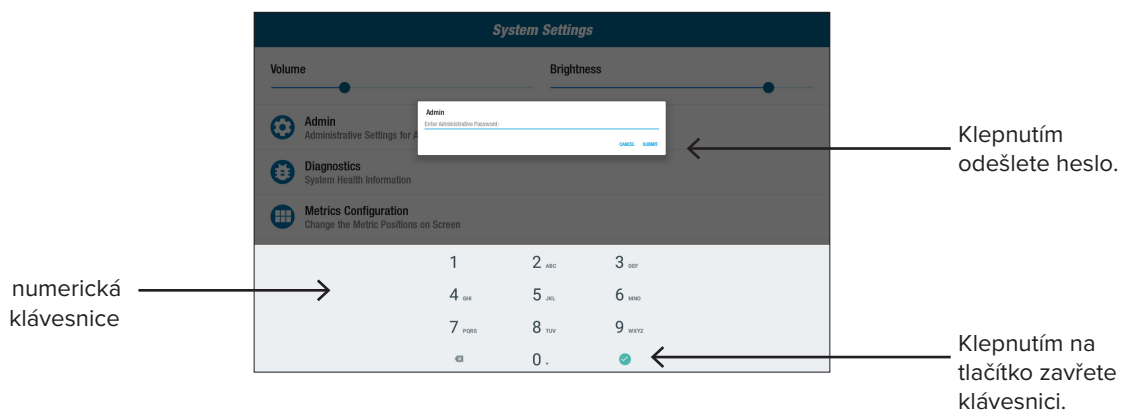 System Settings
Volume
Brightness
Admin
Enter Administrative Password:
CANCEL SUBMIT
Admin
Administrative Settings for A
Diagnostics
System Health Information
Metrics Configuration
Change the Metric Positions on Screen
Klepnutím
odešlete heslo.
numerická
klávesnice
1 2 ABC 3 DEF
4 GHI 5 JKL 6 MNO
7 PQRS 8 TUV 9 WXYZ
0
Klepnutím na
tlačítko zavřete
klávesnici.